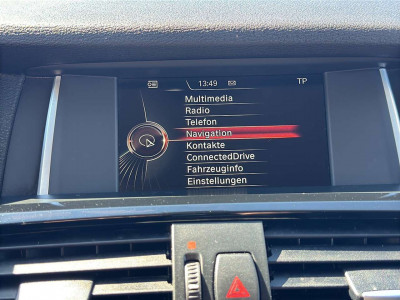 13:49 TP
Multimedia
Radio
Telefon
Navigation
Kontakte
ConnectedDrive
Fahrzeuginfo
Einstellungen